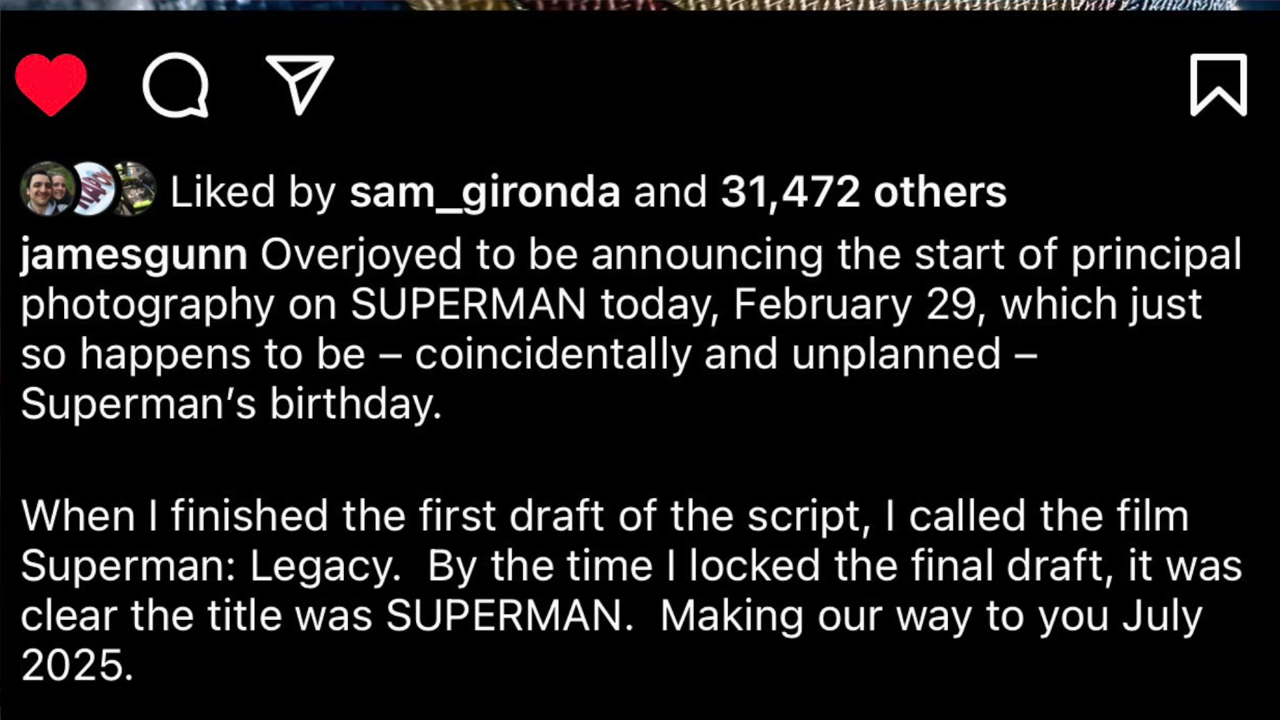 Liked by sam_gironda and 31,472 others
jamesgunn Overjoyed to be announcing the start of principal
photography on SUPERMAN today, February 29, which just
so happens to be – coincidentally and unplanned –
Superman’s birthday.
When I finished the first draft of the script, I called the film
Superman: Legacy.  By the time I locked the final draft, it was
clear the title was SUPERMAN.  Making our way to you July
2025.